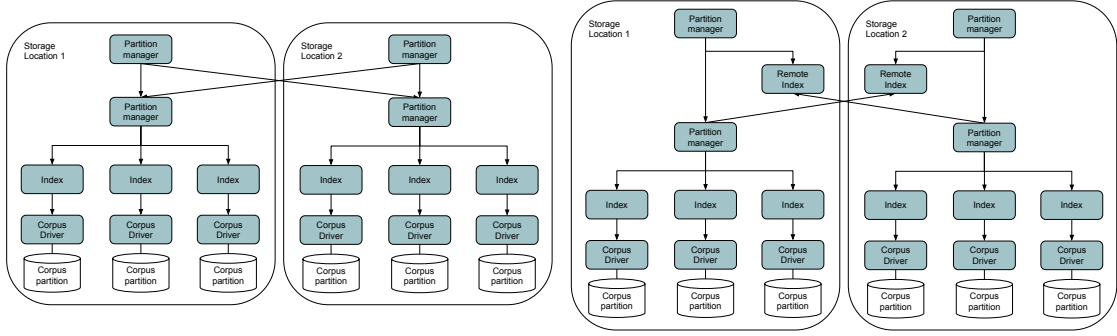 Storage
Location 1
Partition
manager
Partition
manager
Index
Index
Index
Corpus
Driver
Corpus
Driver
Corpus
Driver
Corpus
partition
Corpus
partition
Corpus
partition
Storage
Location 2
Partition
manager
Partition
manager
Index
Index
Index
Corpus
Driver
Corpus
Driver
Corpus
Driver
Corpus
partition
Corpus
partition
Corpus
partition
Storage
Location 1
Partition
manager
Remote
Index
Partition
manager
Index
Index
Index
Corpus
Driver
Corpus
Driver
Corpus
Driver
Corpus
partition
Corpus
partition
Corpus
partition
Storage
Location 2
Partition
manager
Remote
Index
Partition
manager
Index
Index
Index
Corpus
Driver
Corpus
Driver
Corpus
Driver
Corpus
partition
Corpus
partition
Corpus
partition